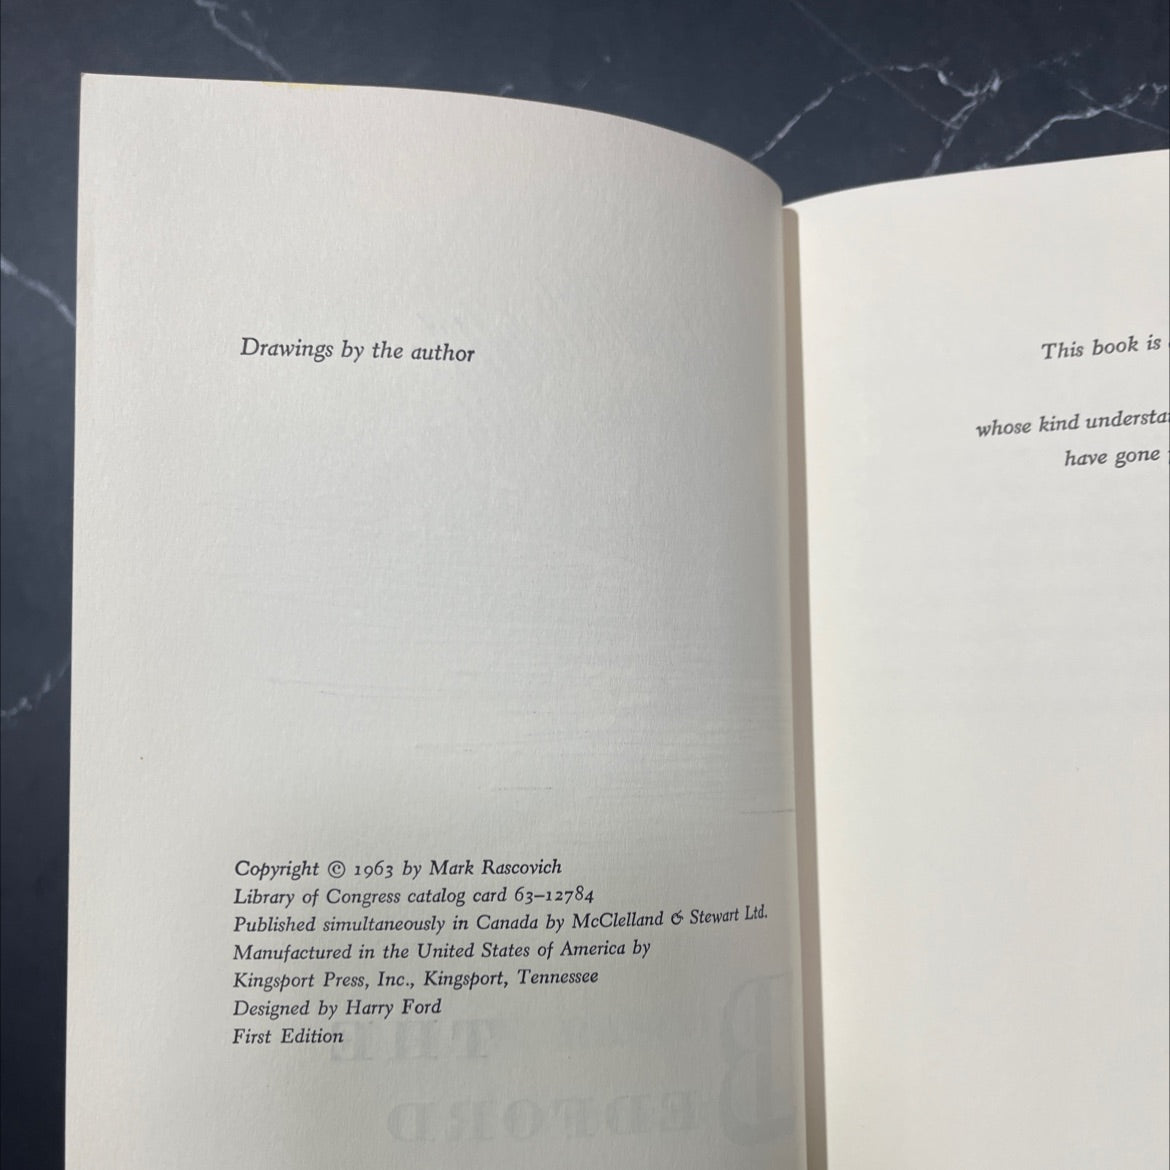 Drawings by the author
Copyright © 1963 by Mark Rascovich
Library of Congress catalog card 63–12784
Published simultaneously in Canada by McClelland & Stewart Ltd.
Manufactured in the United States of America by
Kingsport Press, Inc., Kingsport, Tennessee
Designed by Harry Ford
First Edition
THE
BEDFORD
This book is
whose kind understa
have gone